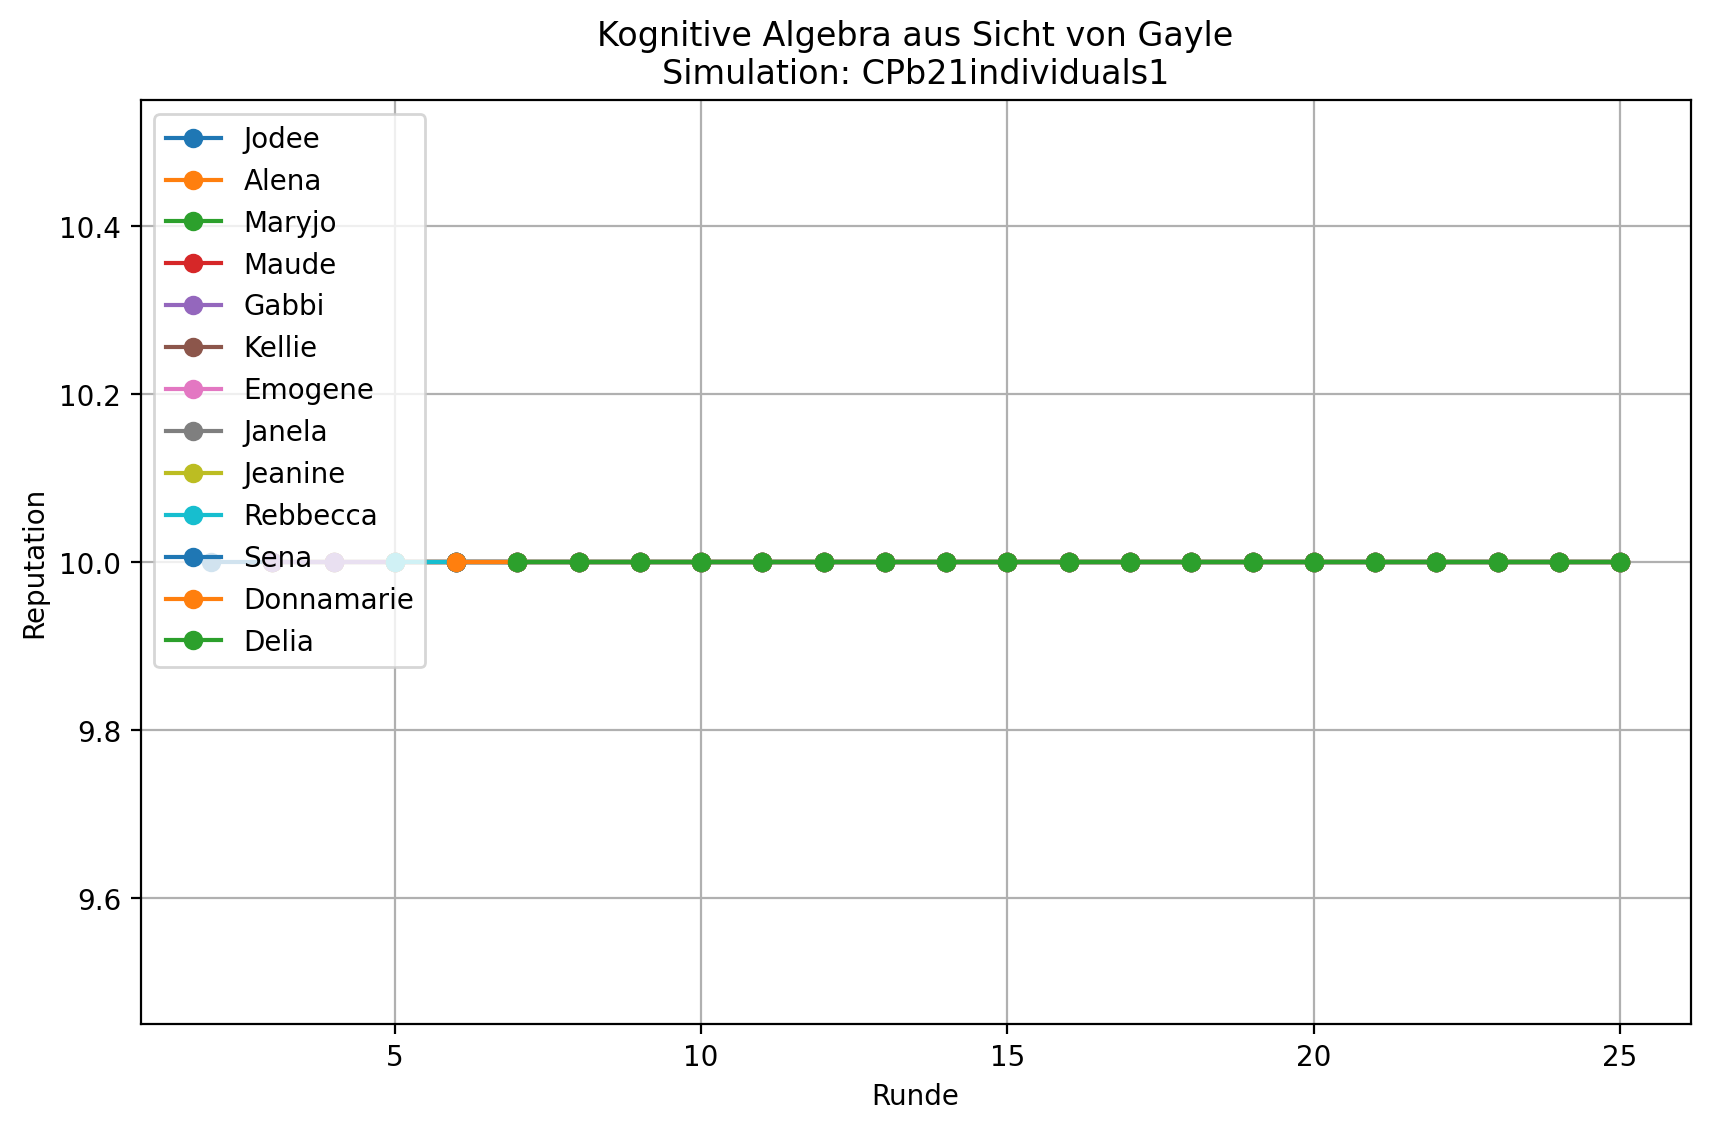 Kognitive Algebra aus Sicht von Gayle
Simulation: CPb21individuals1
Jodee
Alena
Maryjo
Maude
Gabbi
Kellie
Emogene
Janela
Jeanine
Rebbecca
Sena
Donnamarie
Delia
10.4
10.2
10.0
9.8
9.6
Reputation
5
10
15
20
25
Runde